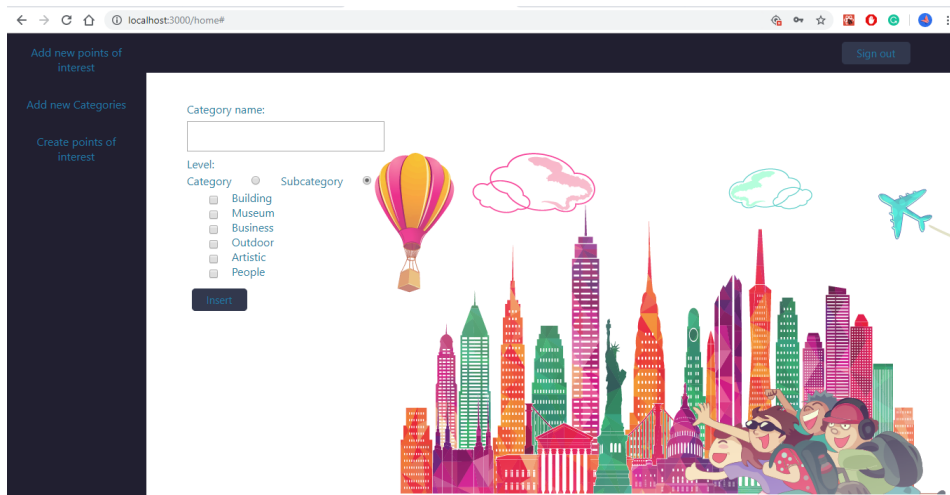 localhost:3000/home#
Add new points of
interest
Sign out
Add new Categories
Create points of
interest
Category name:
Level:
Category Subcategory
Building
Museum
Business
Outdoor
Artistic
People
Insert